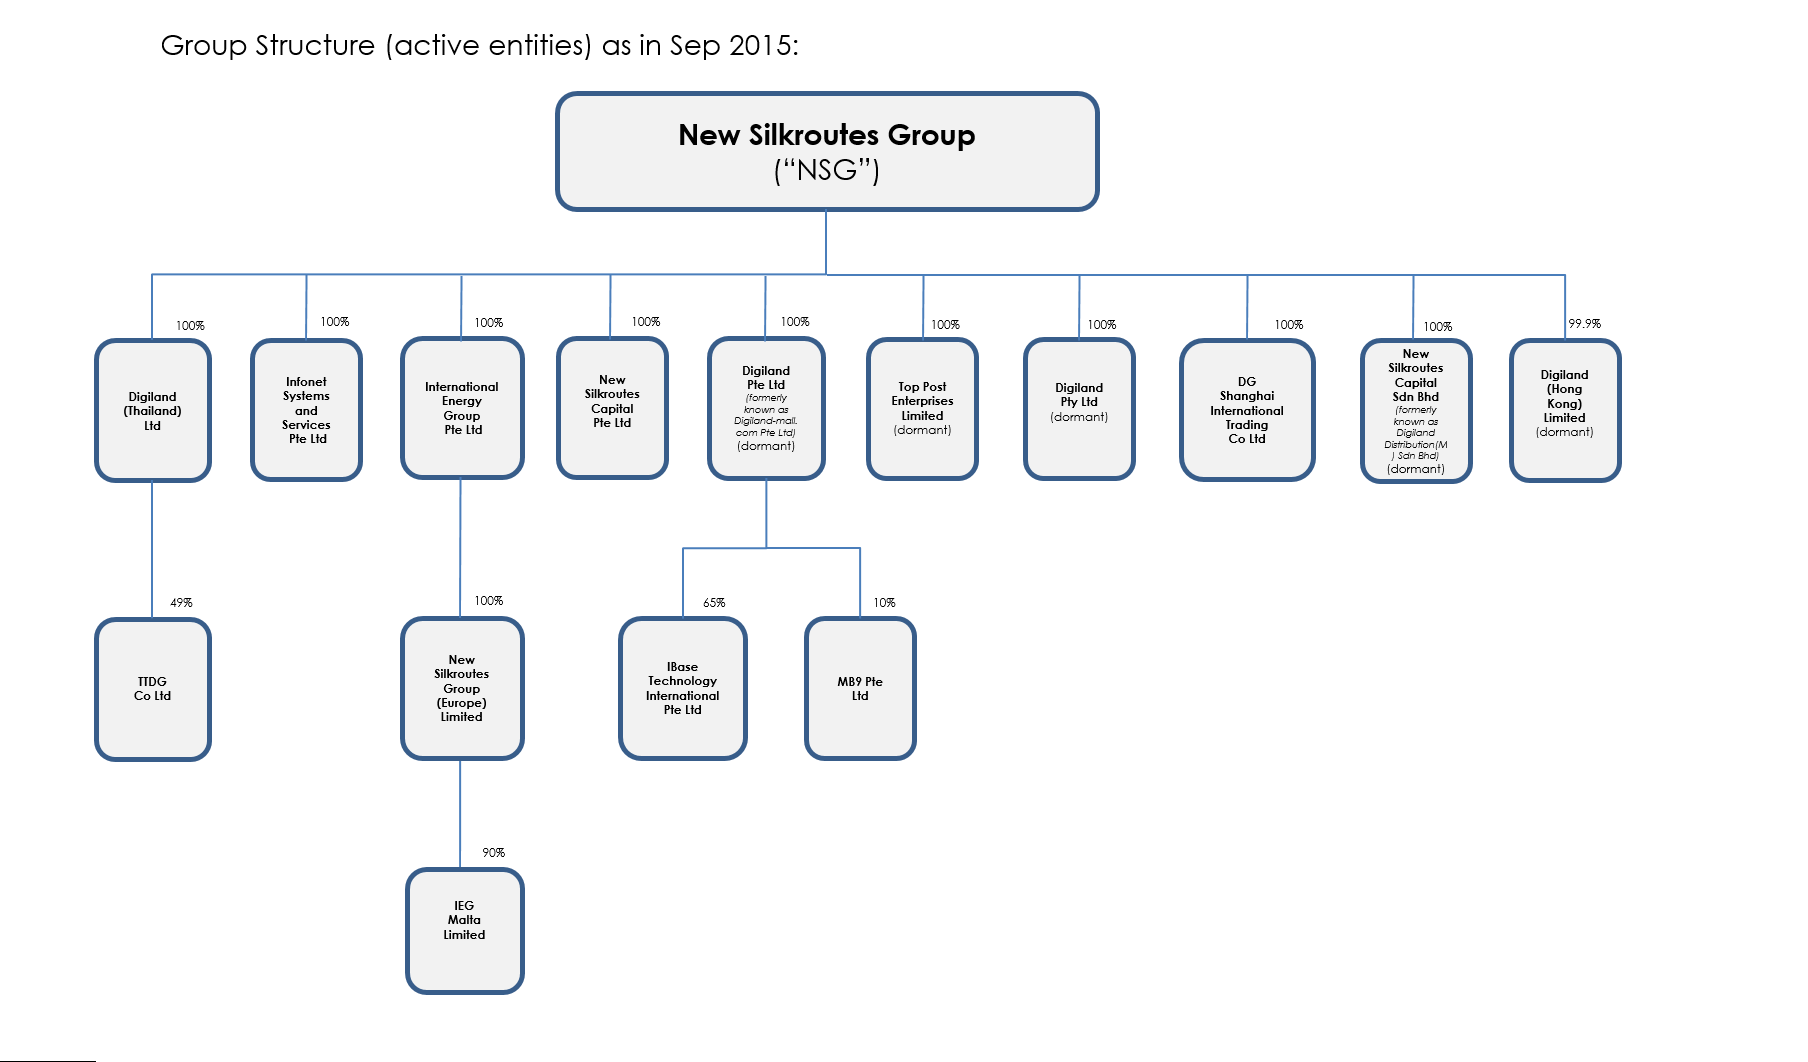 Group Structure (active entities) as in Sep 2015:
New Silkroutes Group
(“NSG”)
100%
100%
100%
100%
100%
100%
100%
100%
100%
99.9%
Digiland
(Thailand)
Ltd
Infonet
Systems
and
Services
Pte Ltd
International
Energy
Group
Pte Ltd
New
Silkroutes
Capital
Pte Ltd
Digiland
Pte Ltd
(formerly
known as
Digiland-mall.
com Pte Ltd)
(dormant)
Top Post
Enterprises
Limited
(dormant)
Digiland
Pty Ltd
(dormant)
DG
Shanghai
International
Trading
Co Ltd
New
Silkroutes
Capital
Sdn Bhd
(formerly
known as
Digiland
Distribution(M
) Sdn Bhd)
(dormant)
Digiland
(Hong
Kong)
Limited
(dormant)
49%
100%
65%
10%
TTDG
Co Ltd
New
Silkroutes
Group
(Europe)
Limited
IBase
Technology
International
Pte Ltd
MB9 Pte
Ltd
90%
IEG
Malta
Limited